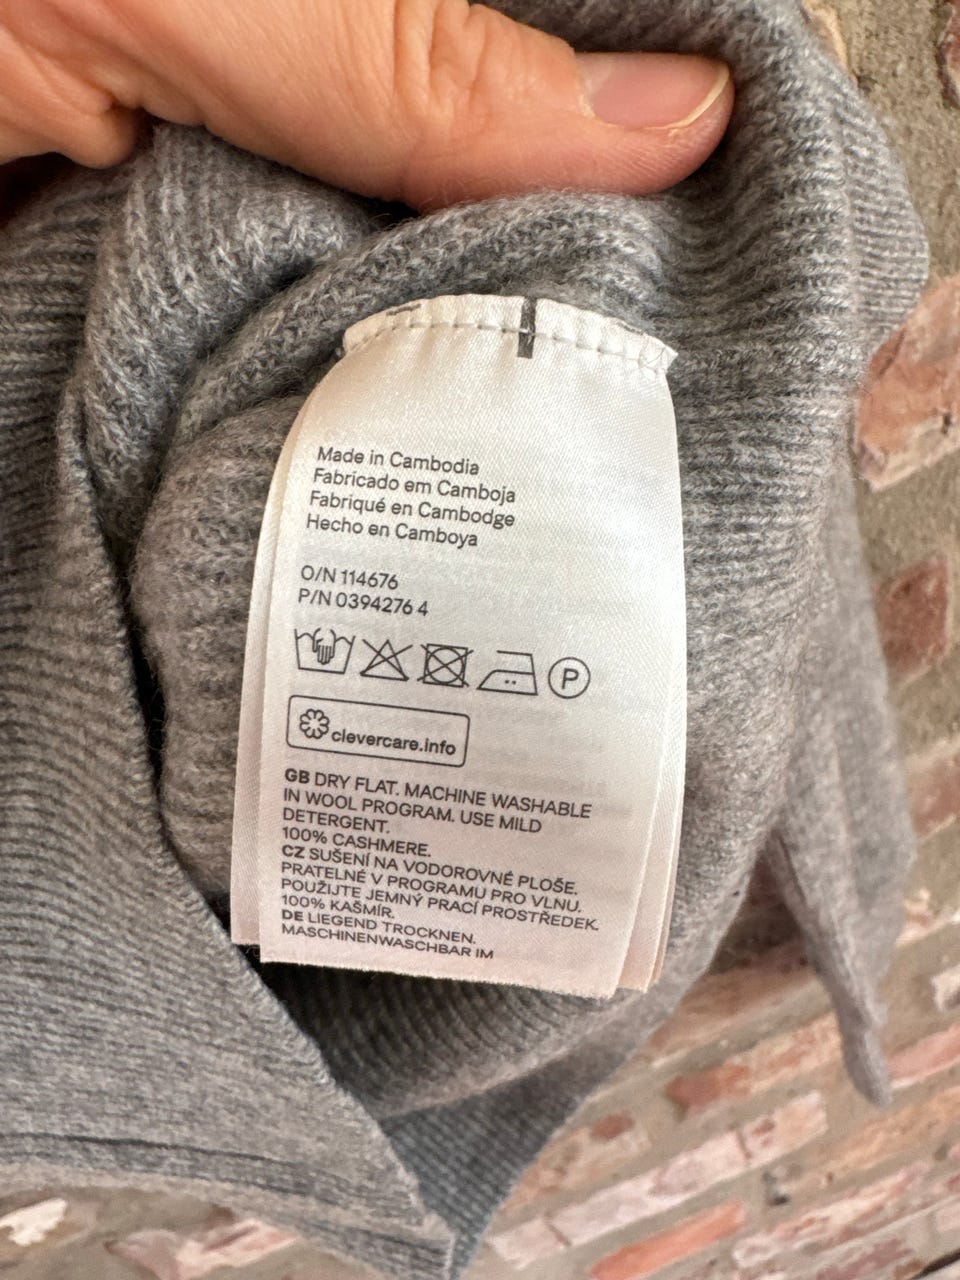 Made in Cambodia
Fabricado em Camboja
Fabriqué en Cambodge
Hecho en Camboya
O/N 114676
P/N 0394276 4
P
clevercare.info
GB DRY FLAT. MACHINE WASHABLE
IN WOOL PROGRAM. USE MILD
DETERGENT.
100% CASHMERE.
CZ SUŠENÍ NA VODOROVNÉ PLOŠE.
PRATELNÉ V PROGRAMU PRO VLNU.
POUŽIJTE JEMNÝ PRACÍ PROSTŘEDEK.
100% KAŠMÍR.
DE LIEGEND TROCKNEN.
MASCHINENWASCHBAR IM